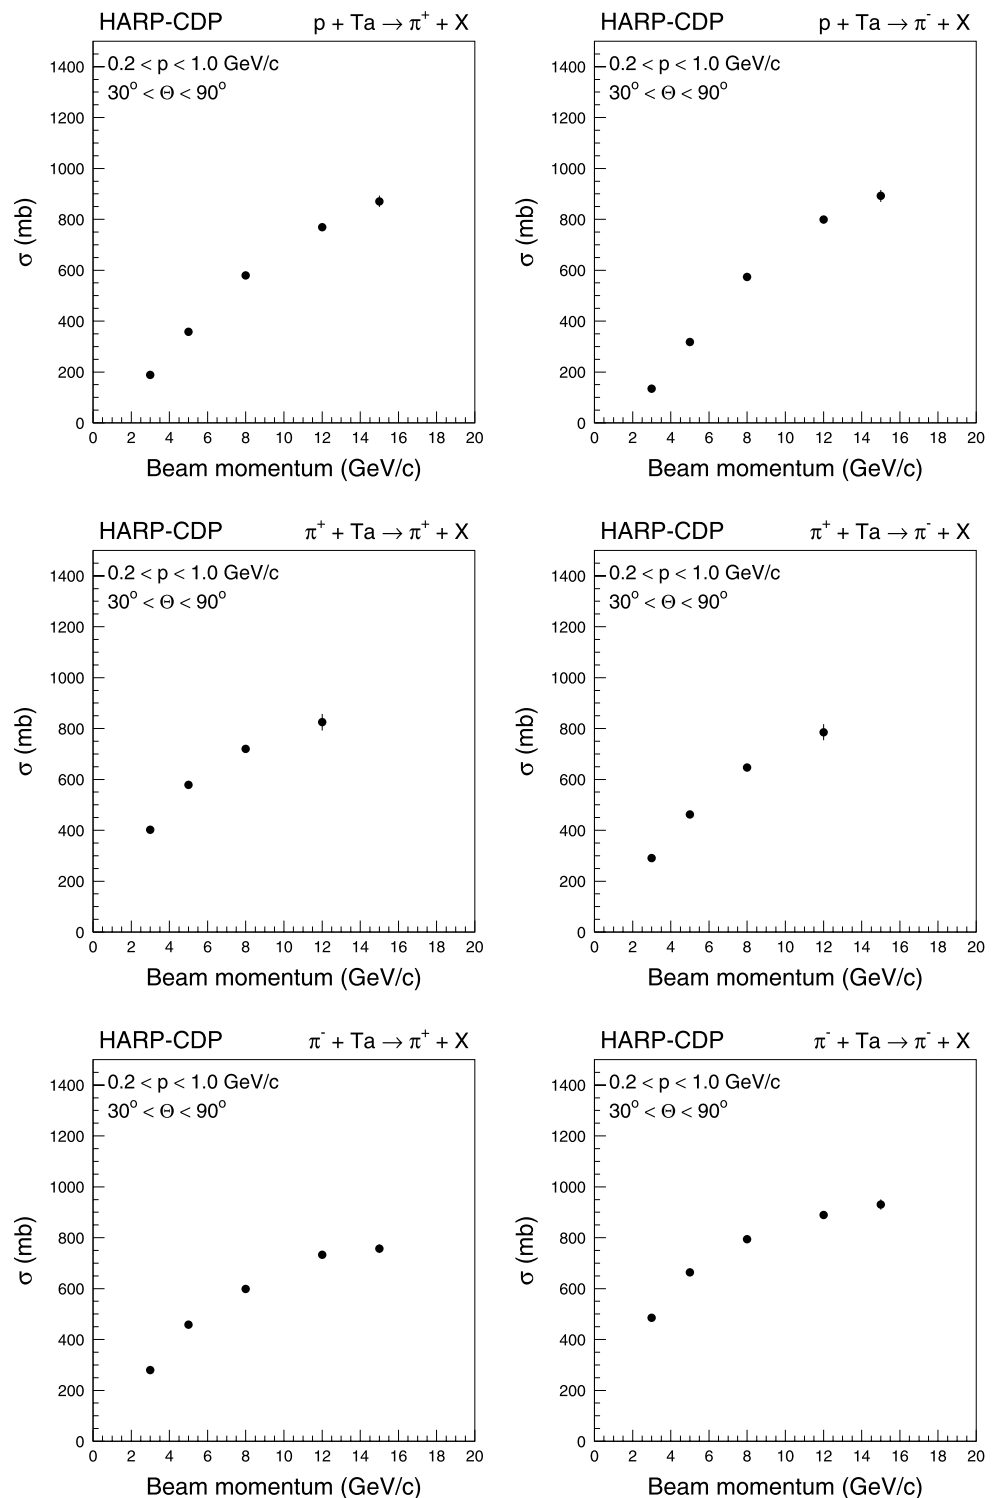 HARP-CDP p + Ta → π⁺ + X
0.2 < p < 1.0 GeV/c
30° < Θ < 90°
σ (mb)
1400
1200
1000
800
600
400
200
0
0 2 4 6 8 10 12 14 16 18 20
Beam momentum (GeV/c)
HARP-CDP p + Ta → π⁻ + X
0.2 < p < 1.0 GeV/c
30° < Θ < 90°
σ (mb)
1400
1200
1000
800
600
400
200
0
0 2 4 6 8 10 12 14 16 18 20
Beam momentum (GeV/c)
HARP-CDP π⁺ + Ta → π⁺ + X
0.2 < p < 1.0 GeV/c
30° < Θ < 90°
σ (mb)
1400
1200
1000
800
600
400
200
0
0 2 4 6 8 10 12 14 16 18 20
Beam momentum (GeV/c)
HARP-CDP π⁺ + Ta → π⁻ + X
0.2 < p < 1.0 GeV/c
30° < Θ < 90°
σ (mb)
1400
1200
1000
800
600
400
200
0
0 2 4 6 8 10 12 14 16 18 20
Beam momentum (GeV/c)
HARP-CDP π⁻ + Ta → π⁺ + X
0.2 < p < 1.0 GeV/c
30° < Θ < 90°
σ (mb)
1400
1200
1000
800
600
400
200
0
0 2 4 6 8 10 12 14 16 18 20
Beam momentum (GeV/c)
HARP-CDP π⁻ + Ta → π⁻ + X
0.2 < p < 1.0 GeV/c
30° < Θ < 90°
σ (mb)
1400
1200
1000
800
600
400
200
0
0 2 4 6 8 10 12 14 16 18 20
Beam momentum (GeV/c)